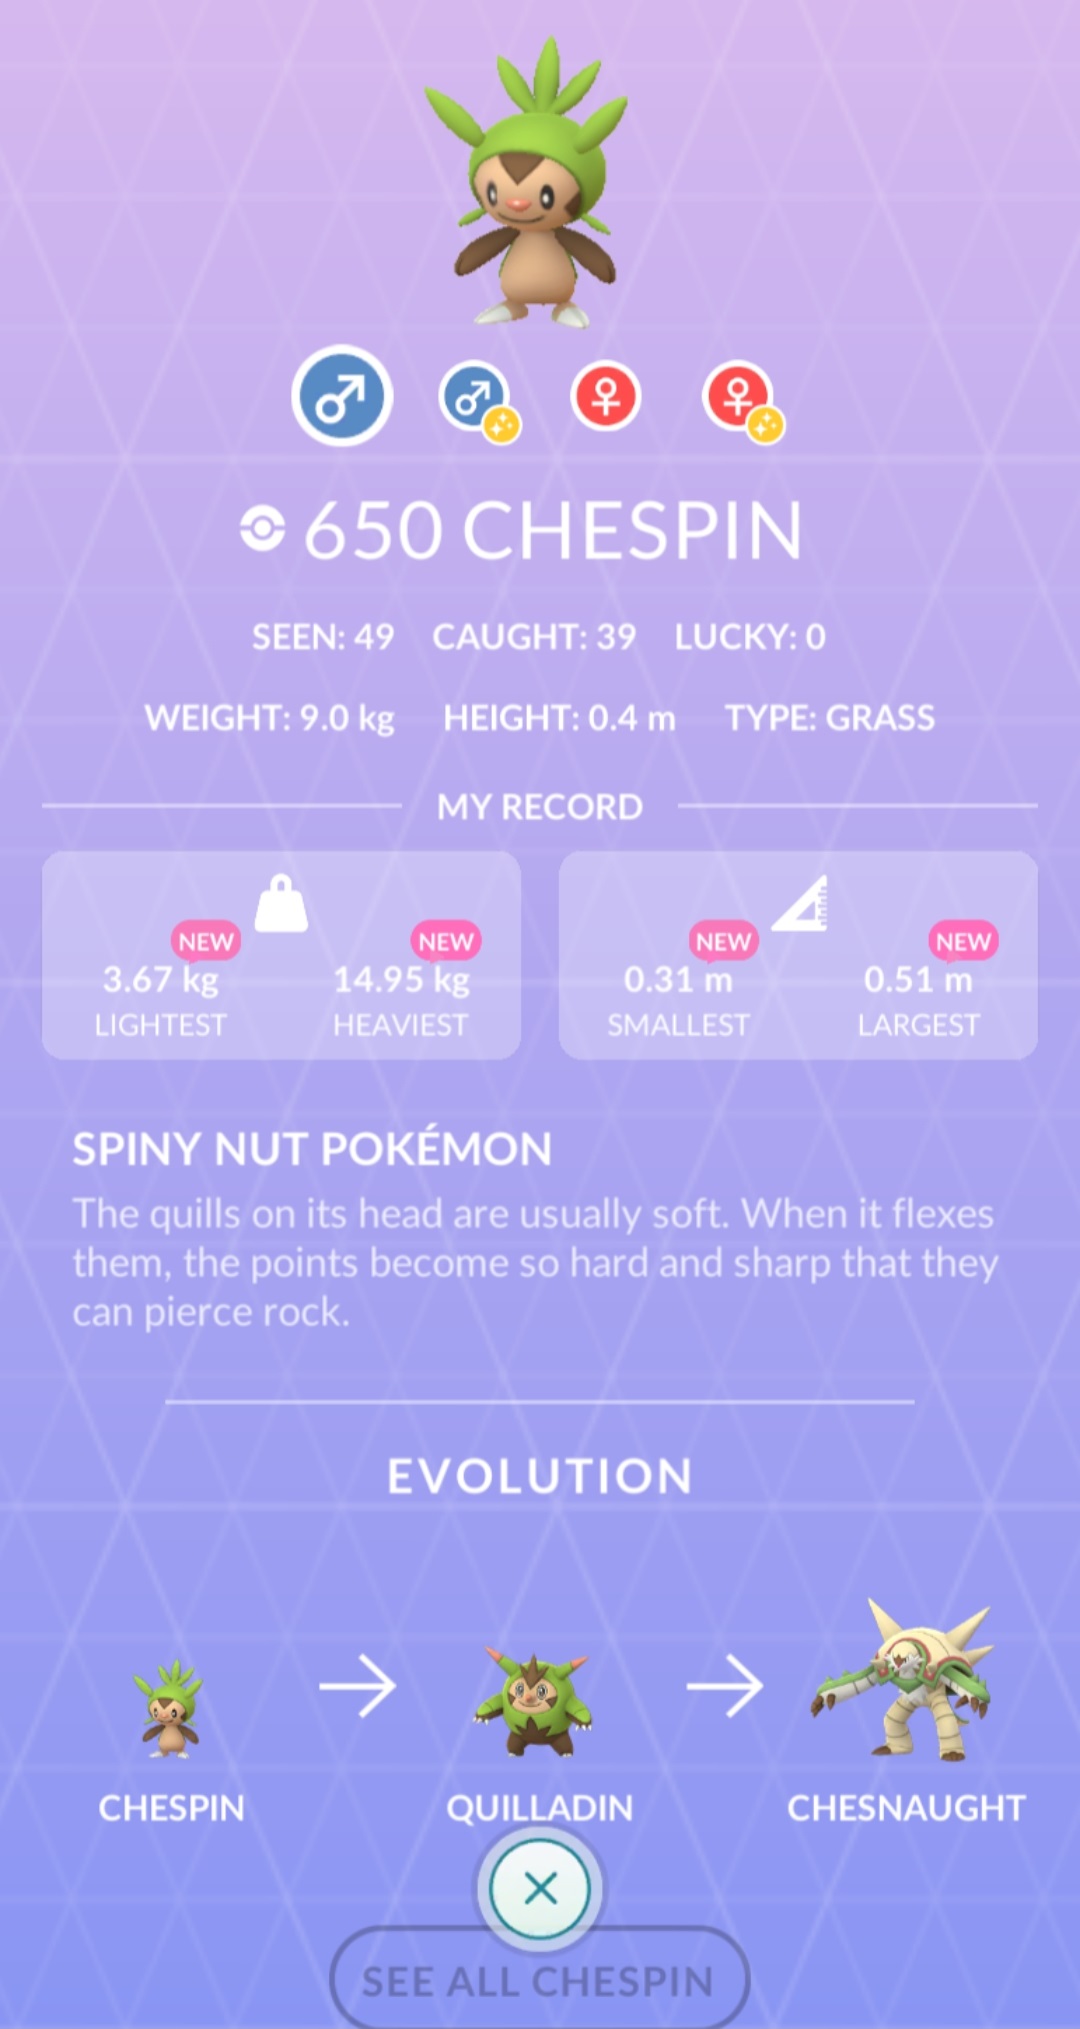 650 CHESPIN
SEEN: 49 CAUGHT: 39 LUCKY: 0
WEIGHT: 9.0 kg HEIGHT: 0.4 m TYPE: GRASS
MY RECORD
NEW NEW NEW NEW
3.67 kg 14.95 kg 0.31 m 0.51 m
LIGHTEST HEAVIEST SMALLEST LARGEST
SPINY NUT POKÉMON
The quills on its head are usually soft. When it flexes
them, the points become so hard and sharp that they
can pierce rock.
EVOLUTION
CHESPIN QUILLADIN CHESNAUGHT
SEE ALL CHESPIN